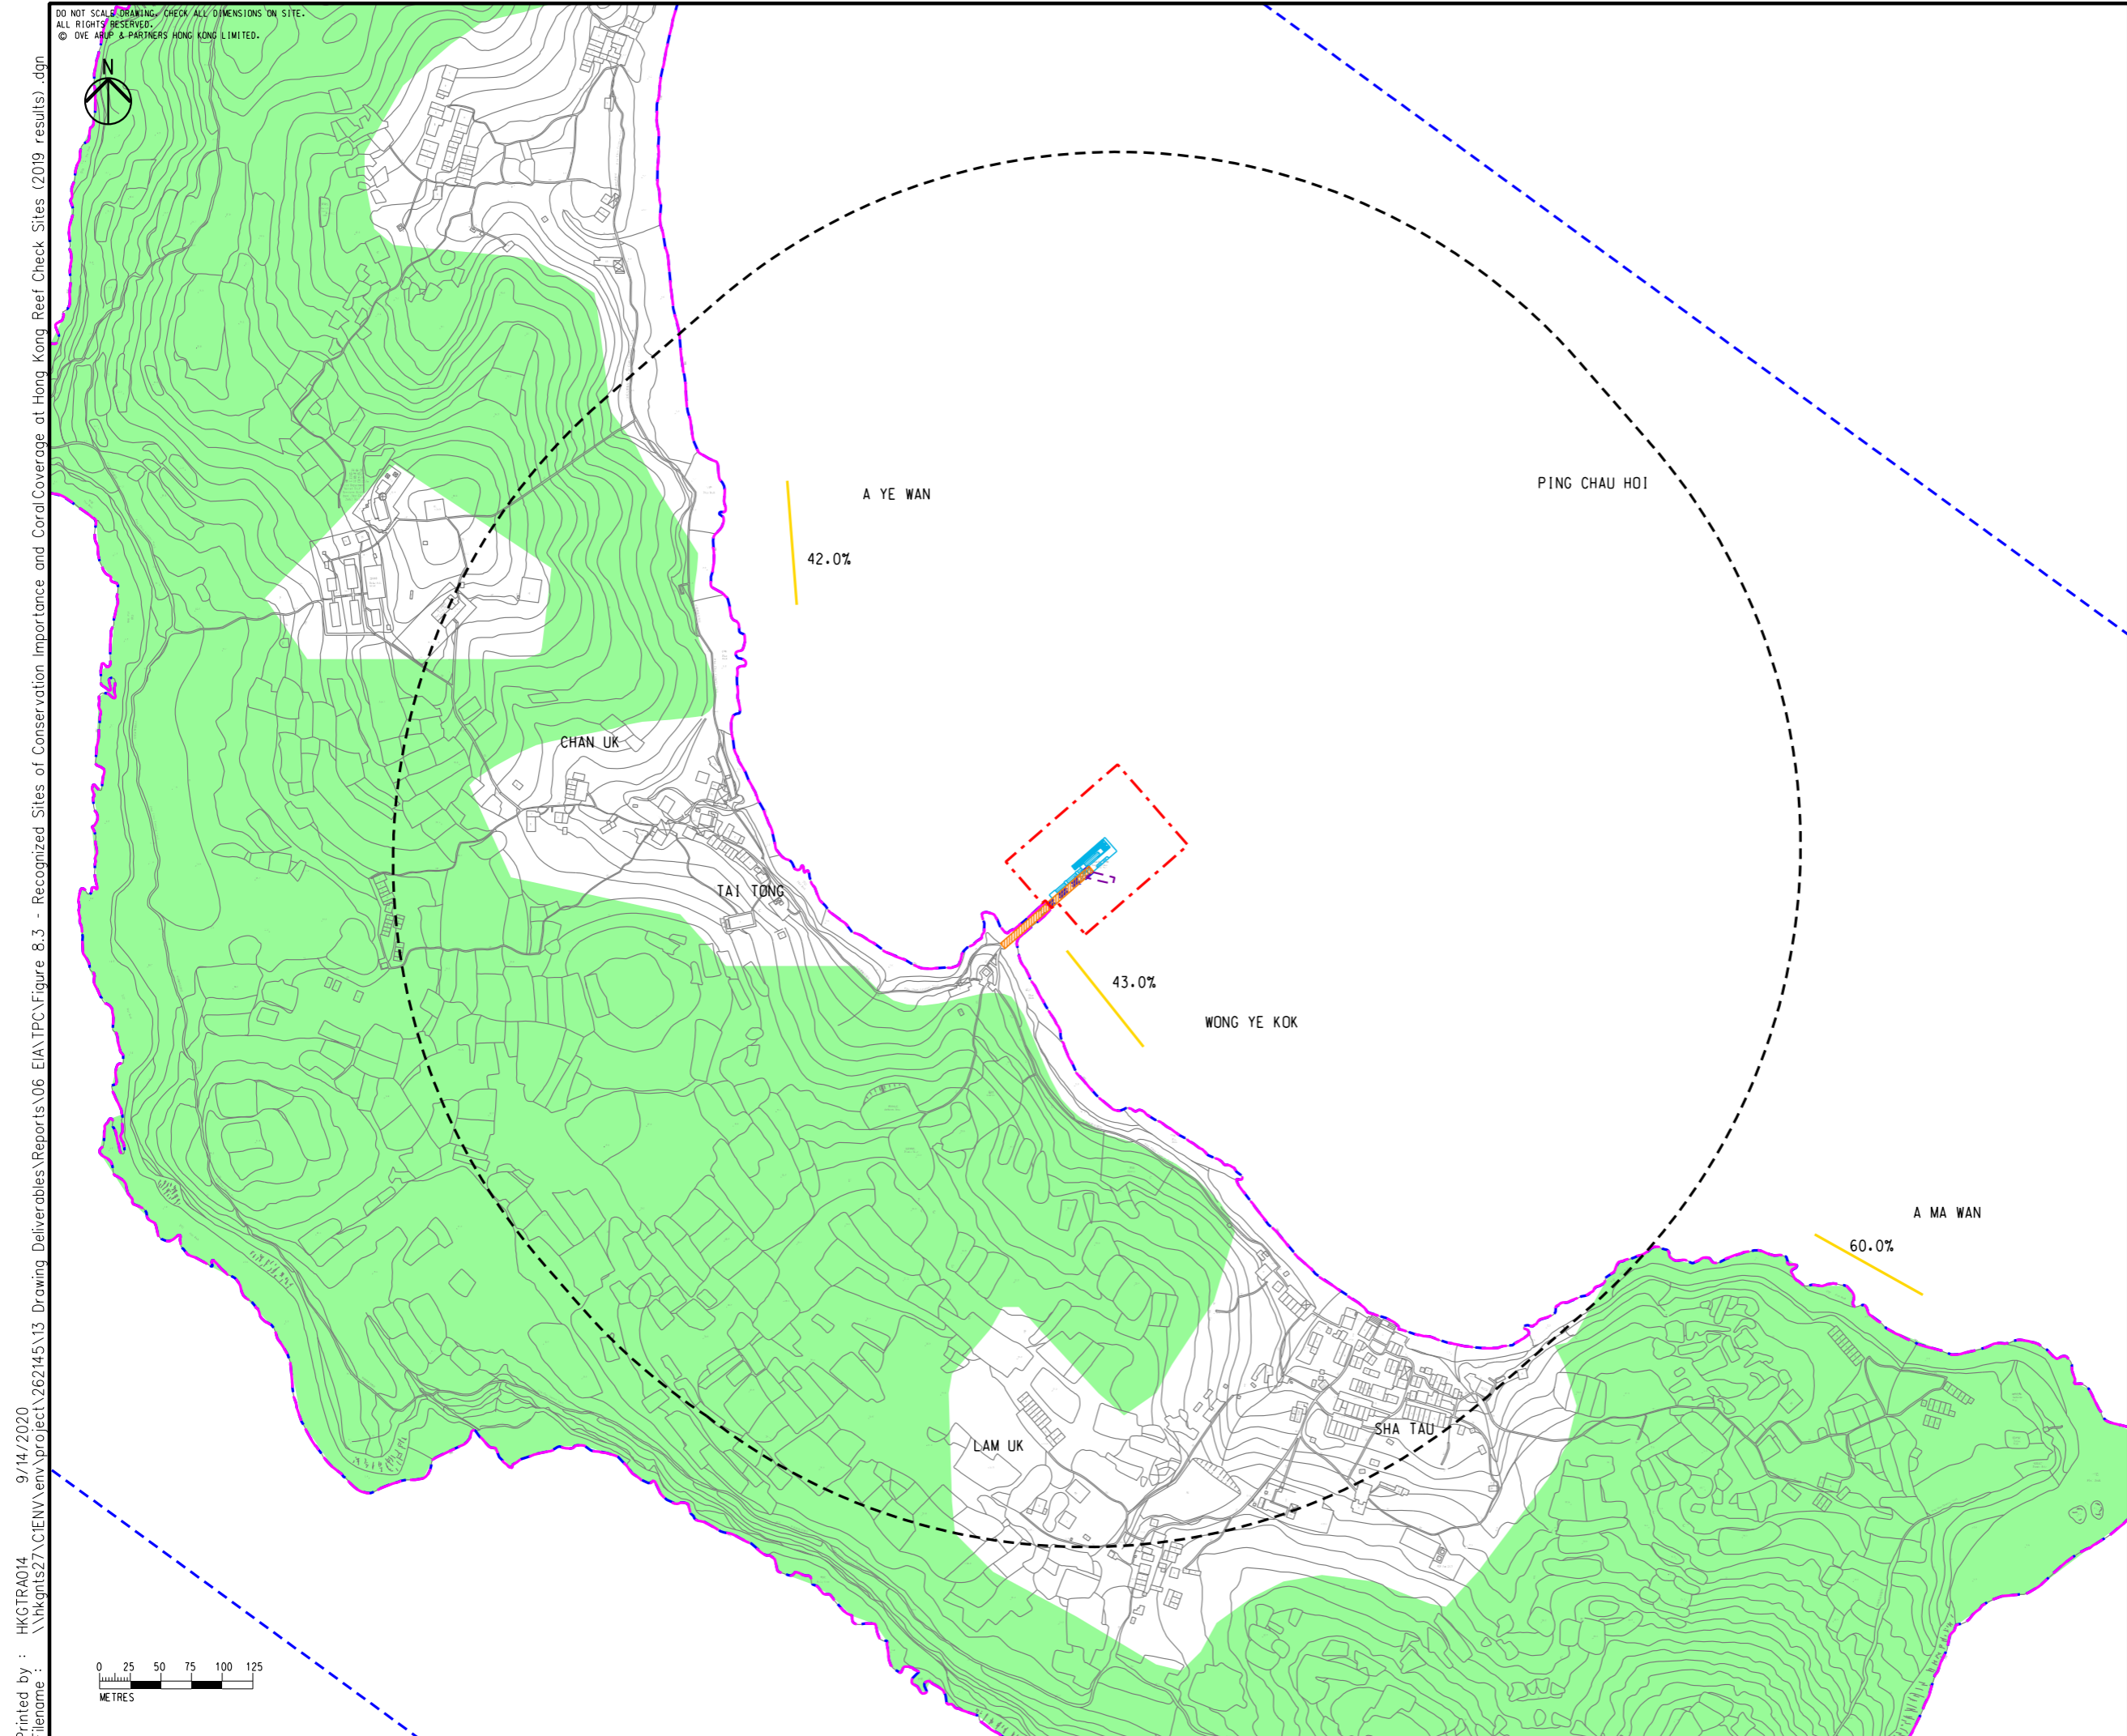 DO NOT SCALE DRAWING. CHECK ALL DIMENSIONS ON SITE.
ALL RIGHTS RESERVED.
© OVE ARUP & PARTNERS HONG KONG LIMITED.
N
A YE WAN
PING CHAU HOI
42.0%
CHAN UK
TAI TONG
43.0%
WONG YE KOK
A MA WAN
60.0%
SHA TAU
LAM UK
0 25 50 75 100 125
METRES
Printed by : HKGTRA014 9/14/2020
Filename : \\hkgnts27\C1ENV\env\project\262145\13 Drawing Deliverables\Reports\06 EIA\TPC\Figure 8.3 - Recognized Sites of Conservation Importance and Coral Coverage at Hong Kong Reef Check Sites (2019 results) .dgn